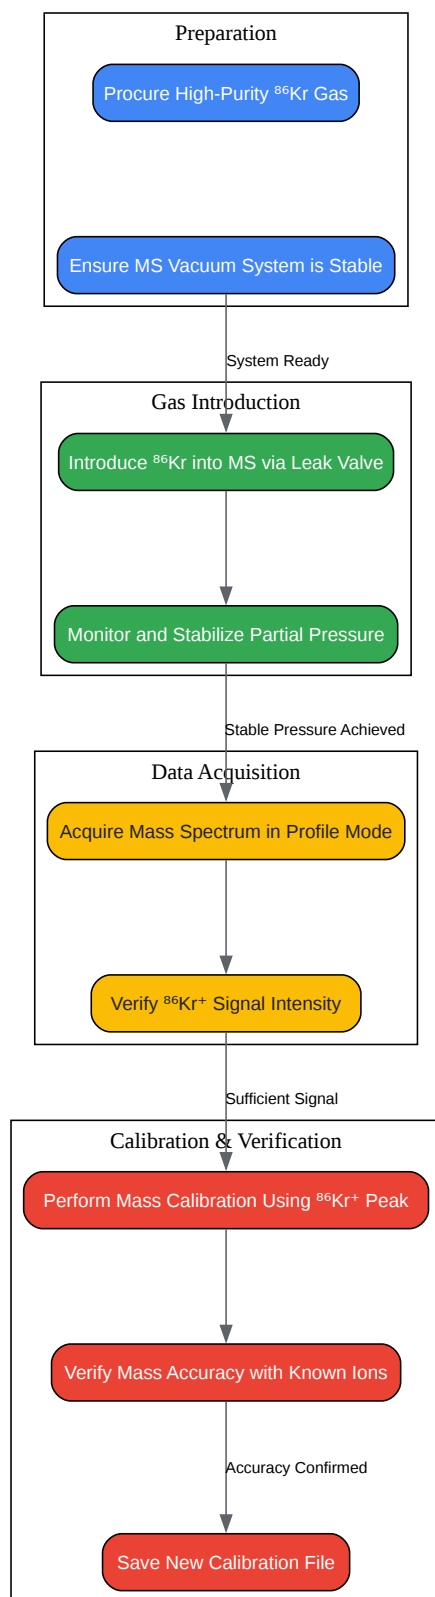 Preparation
Procure High-Purity ⁸⁶Kr Gas
Ensure MS Vacuum System is Stable
System Ready
Gas Introduction
Introduce ⁸⁶Kr into MS via Leak Valve
Monitor and Stabilize Partial Pressure
Stable Pressure Achieved
Data Acquisition
Acquire Mass Spectrum in Profile Mode
Verify ⁸⁶Kr⁺ Signal Intensity
Sufficient Signal
Calibration & Verification
Perform Mass Calibration Using ⁸⁶Kr⁺ Peak
Verify Mass Accuracy with Known Ions
Accuracy Confirmed
Save New Calibration File